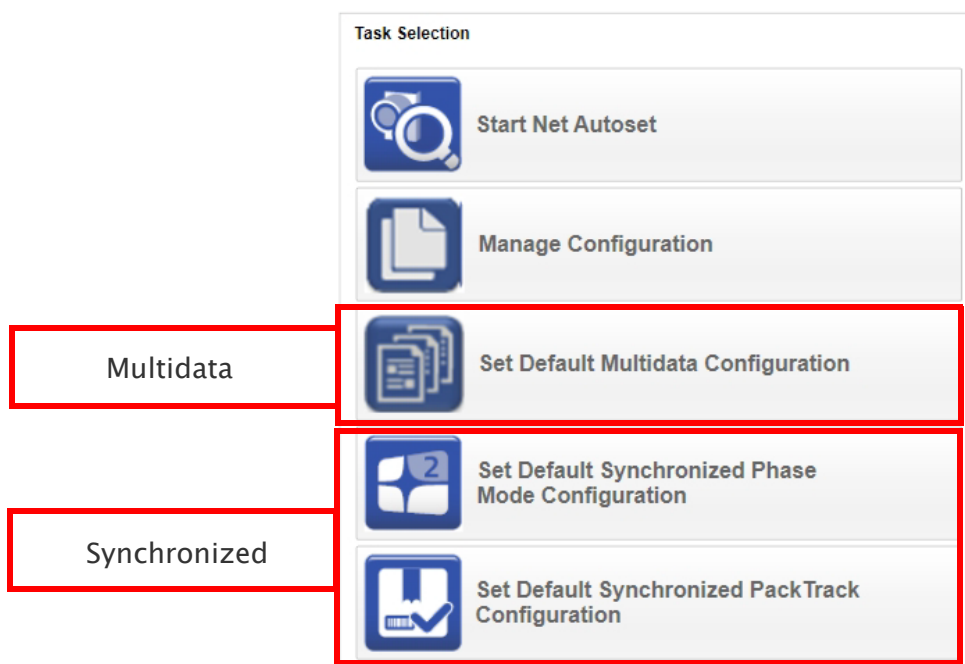 Task Selection
Start Net Autoset
Manage Configuration
Multidata
Set Default Multidata Configuration
2
Set Default Synchronized Phase
Mode Configuration
Synchronized
Set Default Synchronized PackTrack
Configuration